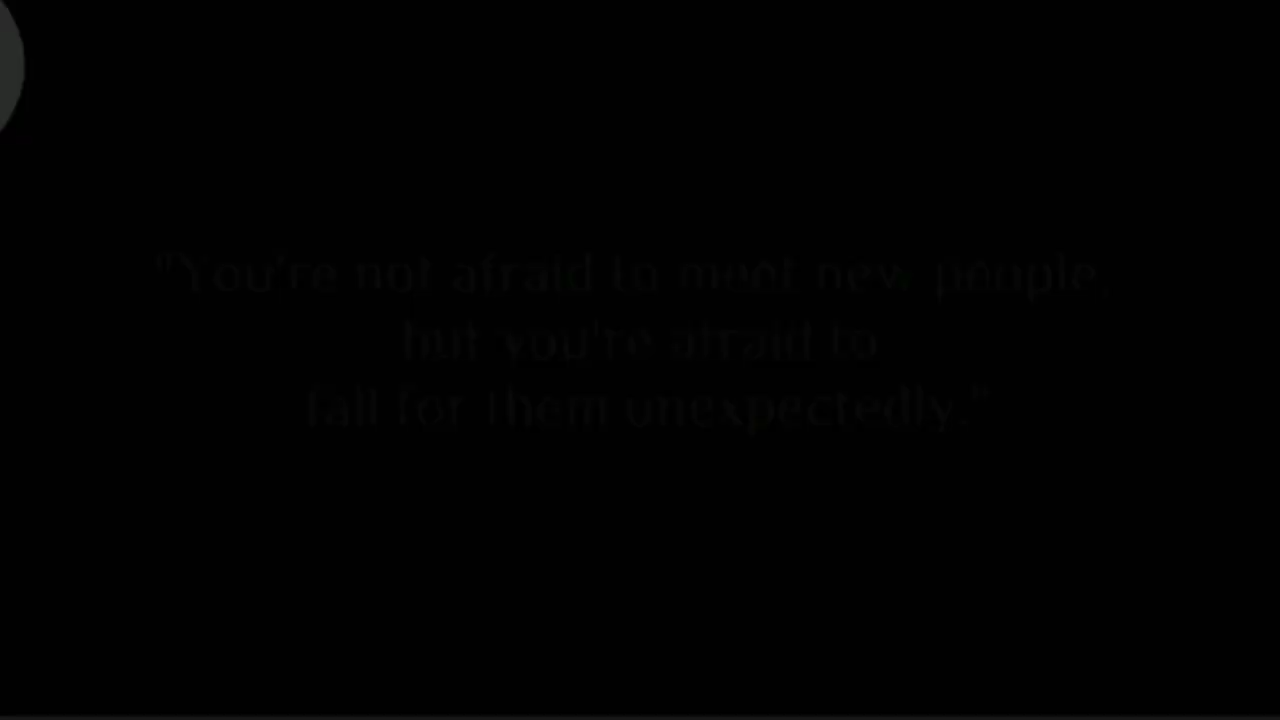 "You're not afraid to meet new people,
but you're afraid to
fall for them unexpectedly."